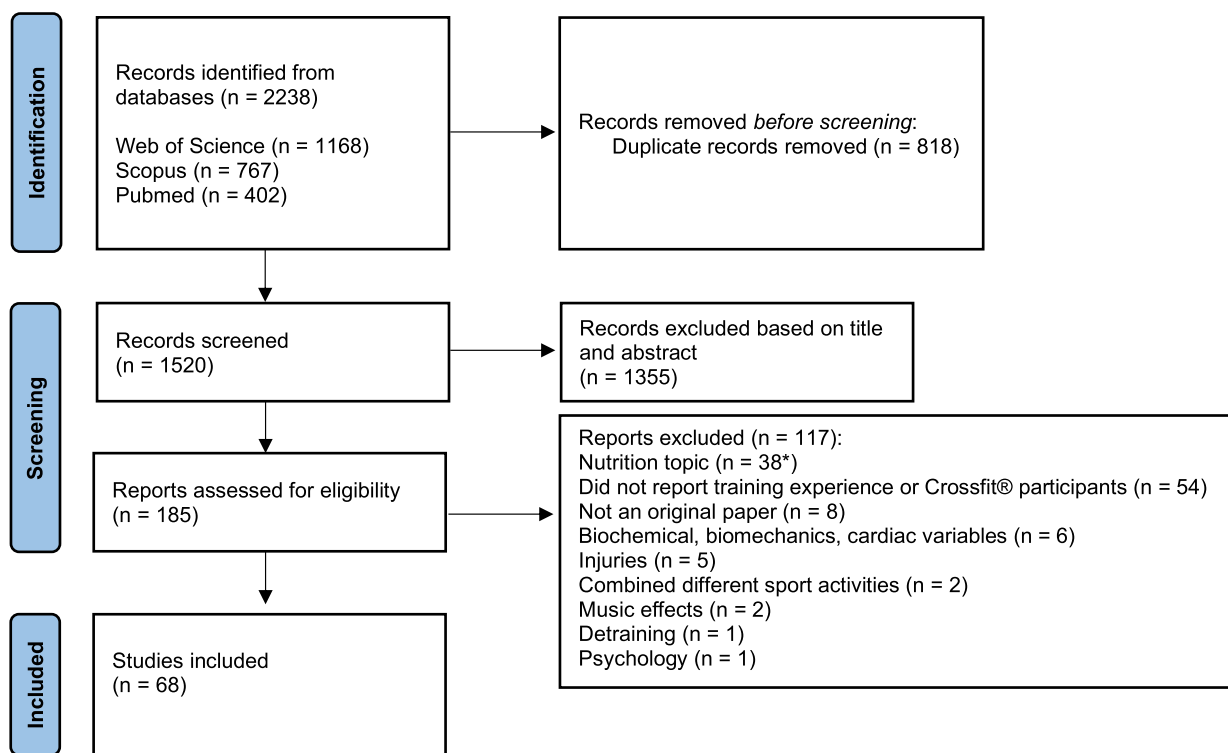 Identification
Records identified from
databases (n = 2238)
Web of Science (n = 1168)
Scopus (n = 767)
Pubmed (n = 402)
Records removed before screening:
Duplicate records removed (n = 818)
Screening
Records screened
(n = 1520)
Records excluded based on title
and abstract
(n = 1355)
Reports assessed for eligibility
(n = 185)
Reports excluded (n = 117):
Nutrition topic (n = 38*)
Did not report training experience or Crossfit® participants (n = 54)
Not an original paper (n = 8)
Biochemical, biomechanics, cardiac variables (n = 6)
Injuries (n = 5)
Combined different sport activities (n = 2)
Music effects (n = 2)
Detraining (n = 1)
Psychology (n = 1)
Included
Studies included
(n = 68)